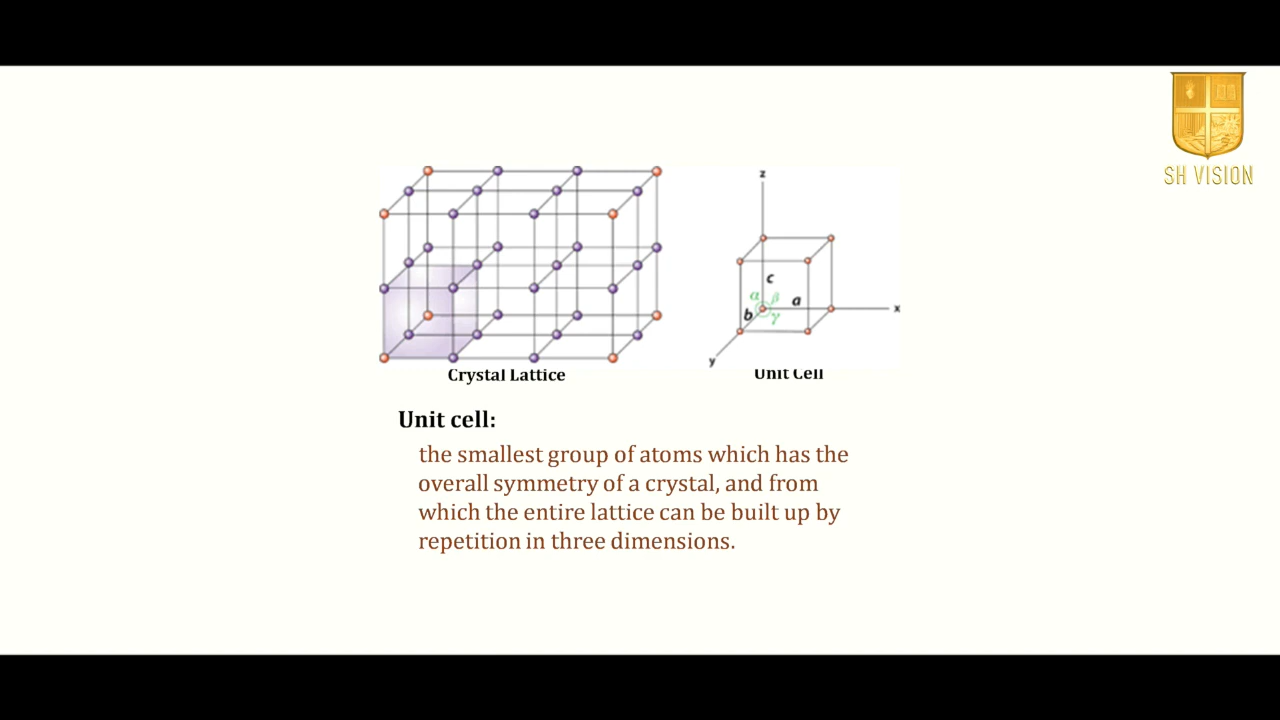 SH VISION
z
c
α β a
b γ
x
y
Crystal Lattice
Unit Cell
Unit cell:
the smallest group of atoms which has the
overall symmetry of a crystal, and from
which the entire lattice can be built up by
repetition in three dimensions.